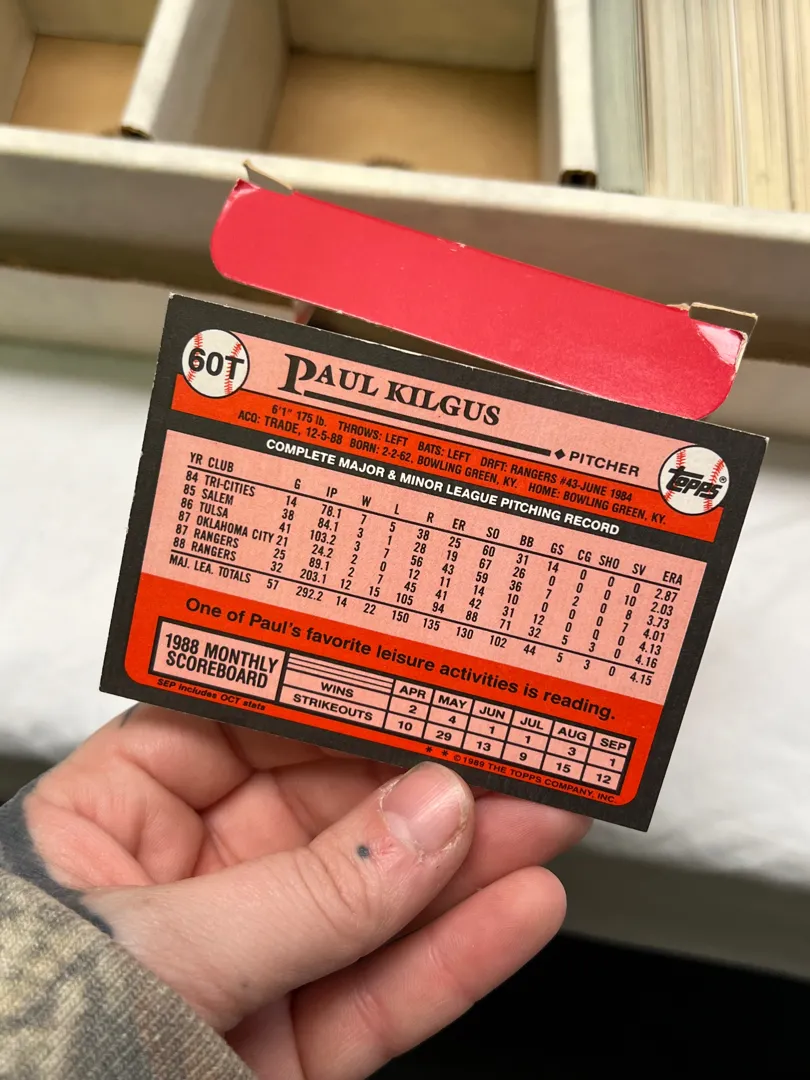 60T
PAUL KILGUS
PITCHER
TOPPS®
6'1" 175 lb. THROWS: LEFT BATS: LEFT DRFT: RANGERS #43-JUNE 1984
ACQ: TRADE, 12-5-88 BORN: 2-2-62, BOWLING GREEN, KY. HOME: BOWLING GREEN, KY.
COMPLETE MAJOR & MINOR LEAGUE PITCHING RECORD
YR CLUB G IP W L R ER SO BB GS CG SHO SV ERA
84 TRI-CITIES 14 78.1 7 5 38 25 60 31 14 0 0 0 2.87
85 SALEM 38 84.1 3 1 28 19 67 26 0 0 0 10 2.03
86 TULSA 41 103.2 3 7 56 43 59 36 7 2 0 8 3.73
87 OKLAHOMA CITY 21 24.2 2 0 12 11 14 10 0 0 0 7 4.01
87 RANGERS 25 89.1 2 7 45 41 42 31 12 0 0 0 4.13
88 RANGERS 32 203.1 12 15 105 94 88 71 32 5 3 0 4.16
MAJ. LEA. TOTALS 57 292.2 14 22 150 135 130 102 44 5 3 0 4.15
One of Paul's favorite leisure activities is reading.
1988 MONTHLY
SCOREBOARD
APR MAY JUN JUL AUG SEP
WINS 2 4 1 1 3 1
STRIKEOUTS 10 29 13 9 15 12
SEP includes OCT stats
* * © 1989 THE TOPPS COMPANY, INC.